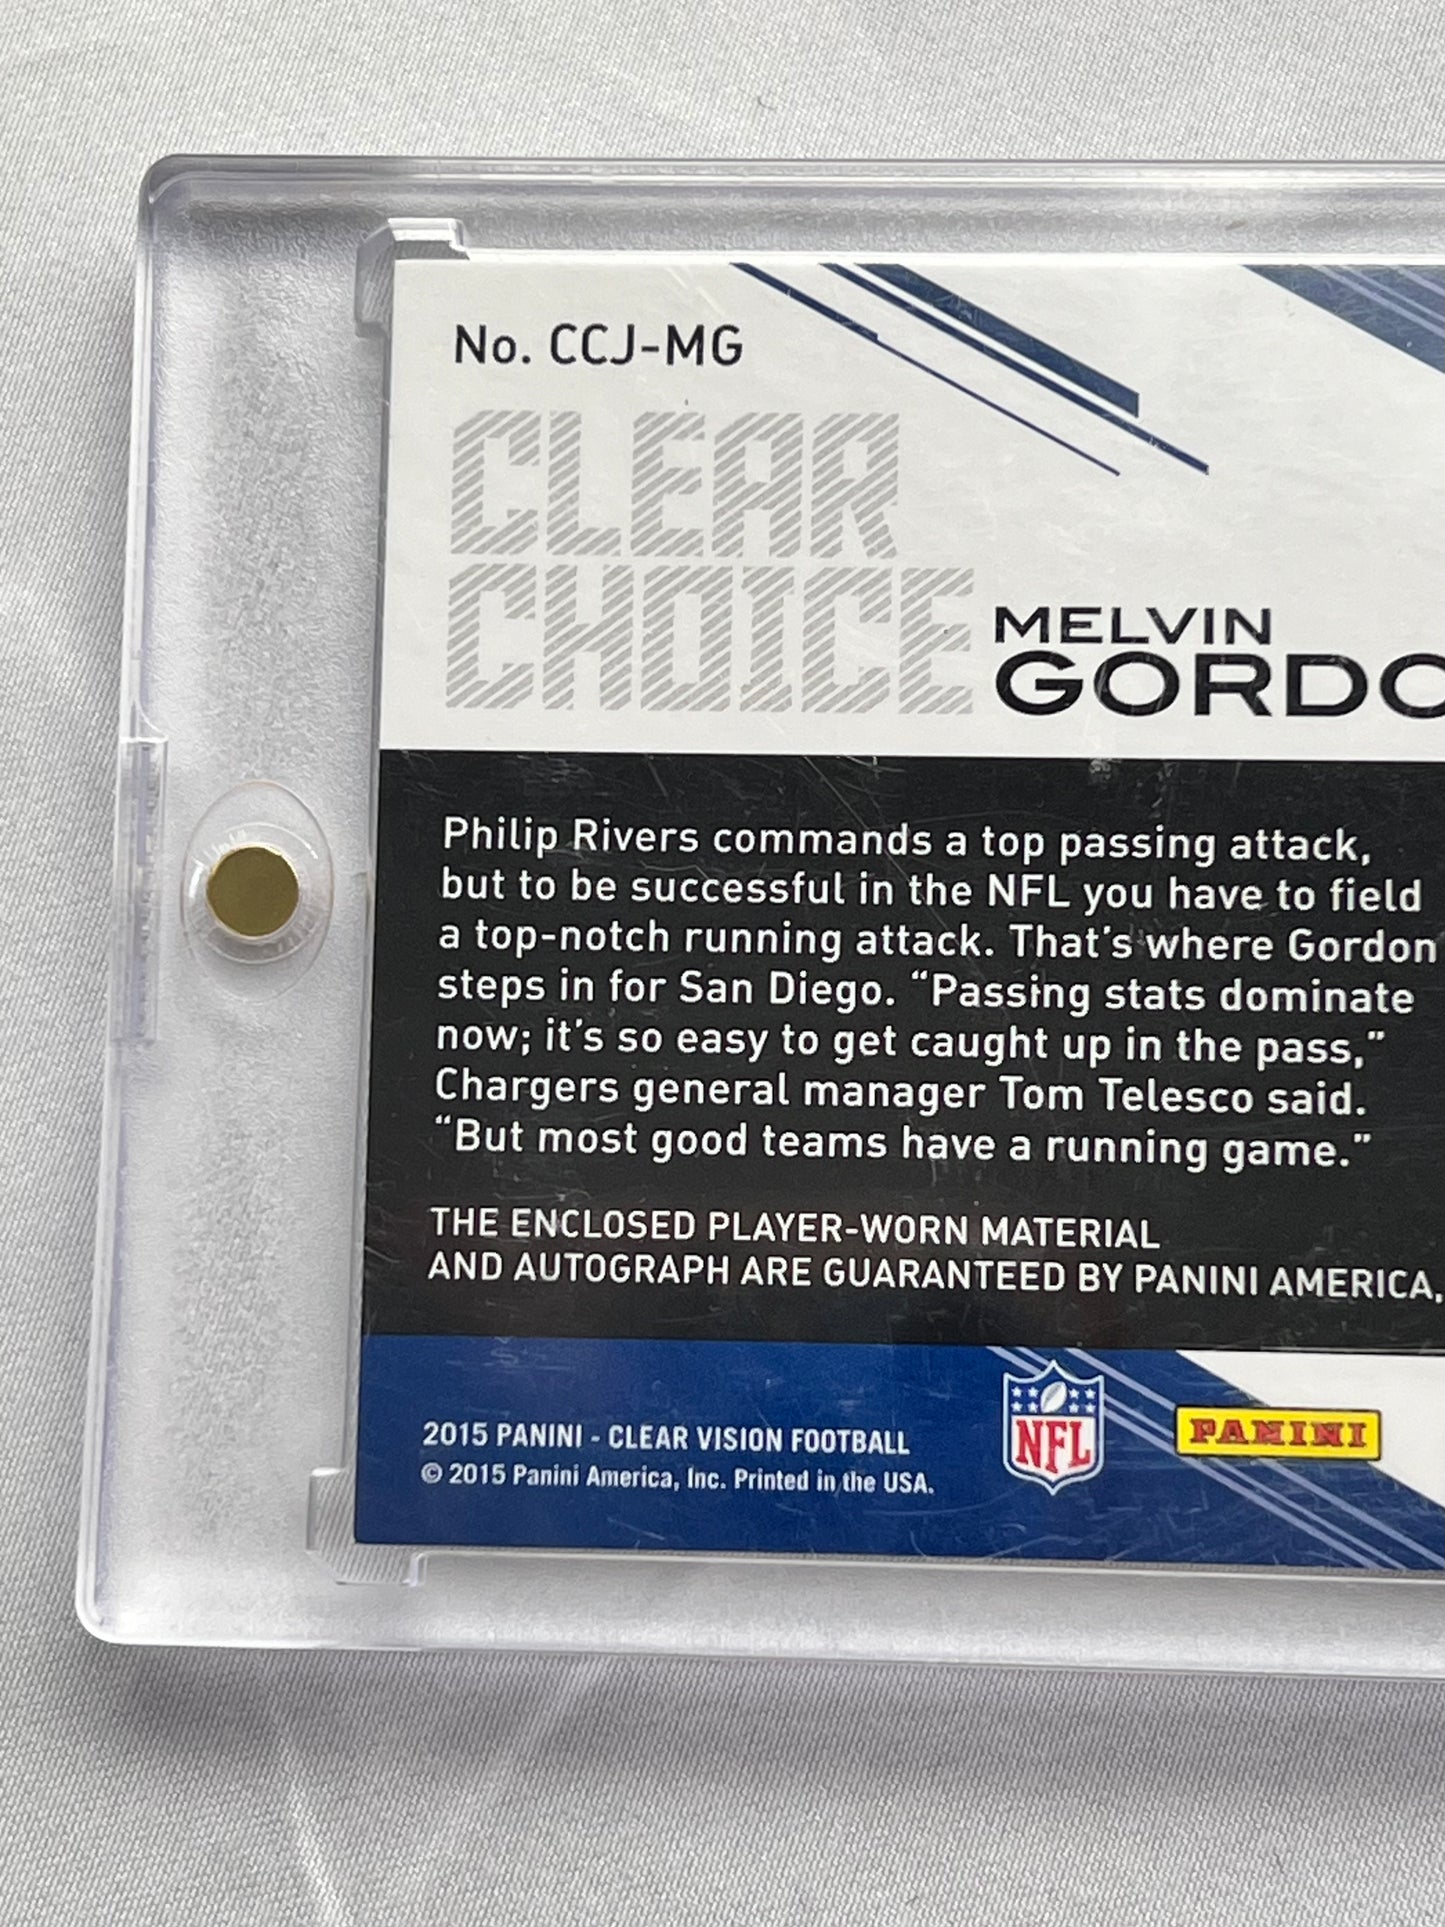 No. CCJ-MG
CLEAR
CHOICE
MELVIN
GORDO
Philip Rivers commands a top passing attack,
but to be successful in the NFL you have to field
a top-notch running attack. That's where Gordon
steps in for San Diego. “Passing stats dominate
now; it's so easy to get caught up in the pass,”
Chargers general manager Tom Telesco said.
“But most good teams have a running game.”
THE ENCLOSED PLAYER-WORN MATERIAL
AND AUTOGRAPH ARE GUARANTEED BY PANINI AMERICA,
2015 PANINI - CLEAR VISION FOOTBALL
© 2015 Panini America, Inc. Printed in the USA.
NFL
PANINI